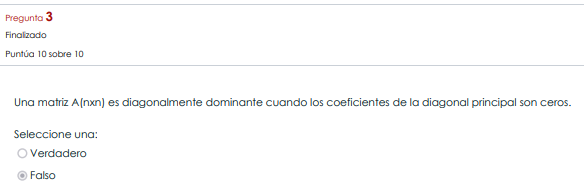 Pregunta 3
Finalizado
Puntúa 10 sobre 10
Una matriz A(nxn) es diagonalmente dominante cuando los coeficientes de la diagonal principal son ceros.
Seleccione una:
Verdadero
Falso